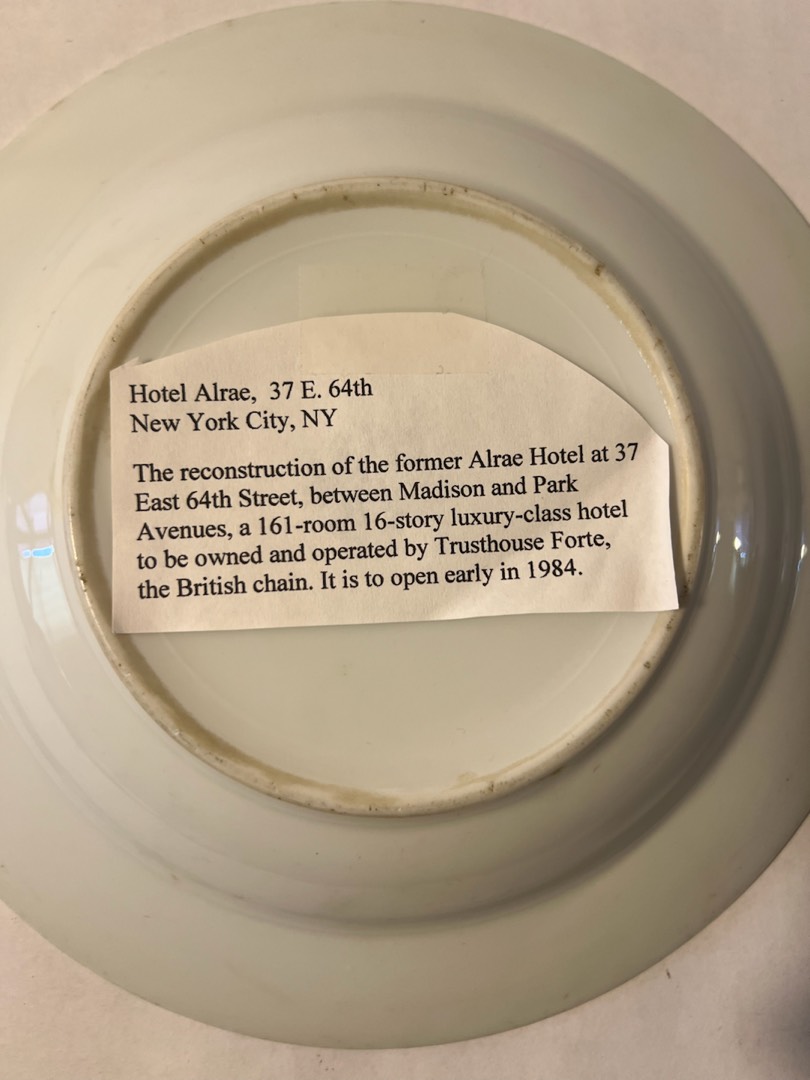 Hotel Alrae, 37 E. 64th
New York City, NY
The reconstruction of the former Alrae Hotel at 37
East 64th Street, between Madison and Park
Avenues, a 161-room 16-story luxury-class hotel
to be owned and operated by Trusthouse Forte,
the British chain. It is to open early in 1984.